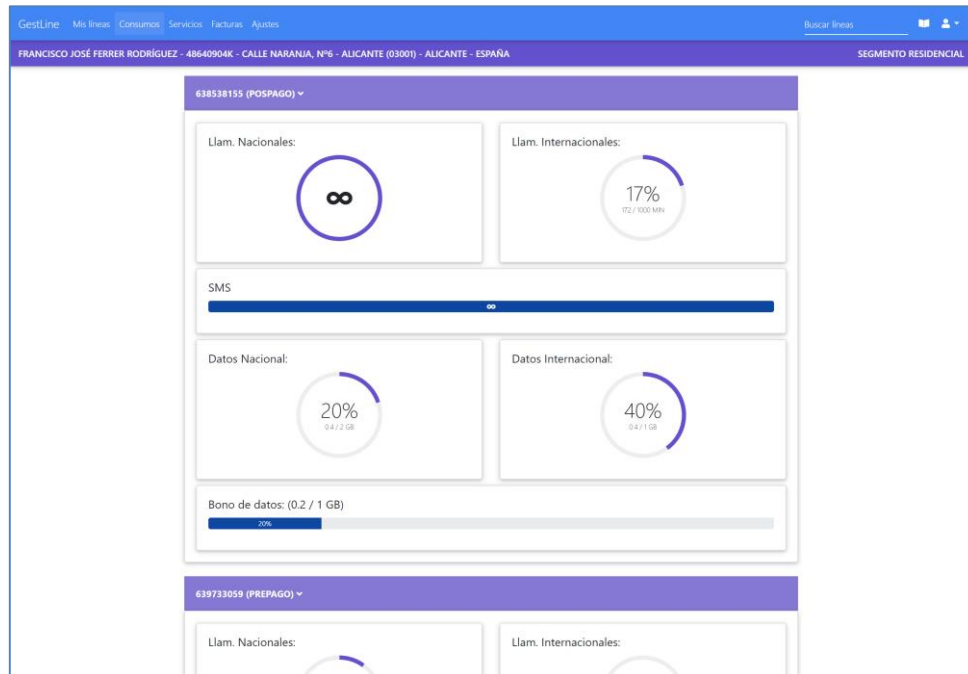 GestLine Mis líneas Consumos Servicios Facturas Ajustes Buscar líneas
FRANCISCO JOSÉ FERRER RODRÍGUEZ - 48640904K - CALLE NARANJA, Nº6 - ALICANTE (03001) - ALICANTE - ESPAÑA SEGMENTO RESIDENCIAL
638538155 (POSPAGO)
Llam. Nacionales: Llam. Internacionales:
∞ 17%
172 / 1000 MIN
SMS
∞
Datos Nacional: Datos Internacional:
20% 40%
0.4 / 2 GB 0.4 / 1 GB
Bono de datos: (0.2 / 1 GB)
20%
639733059 (PREPAGO)
Llam. Nacionales: Llam. Internacionales: